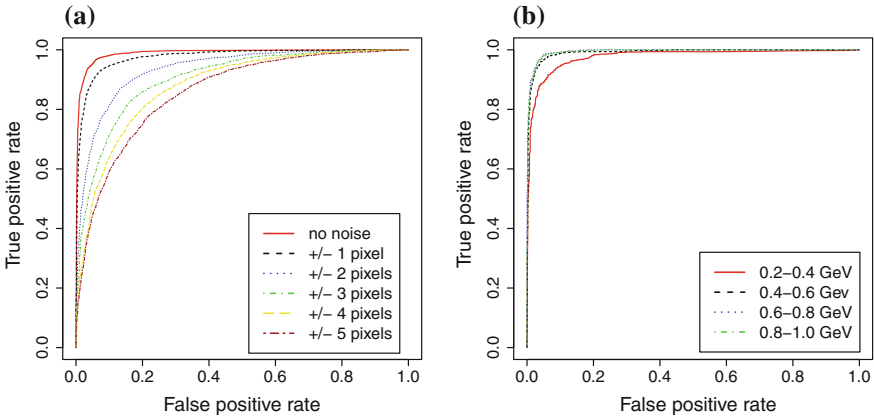 (a)
True positive rate
1.0
0.8
0.6
0.4
0.2
0.0
no noise
+/− 1 pixel
+/− 2 pixels
+/− 3 pixels
+/− 4 pixels
+/− 5 pixels
0.0 0.2 0.4 0.6 0.8 1.0
False positive rate
(b)
True positive rate
1.0
0.8
0.6
0.4
0.2
0.0
0.2−0.4 GeV
0.4−0.6 Gev
0.6−0.8 GeV
0.8−1.0 GeV
0.0 0.2 0.4 0.6 0.8 1.0
False positive rate